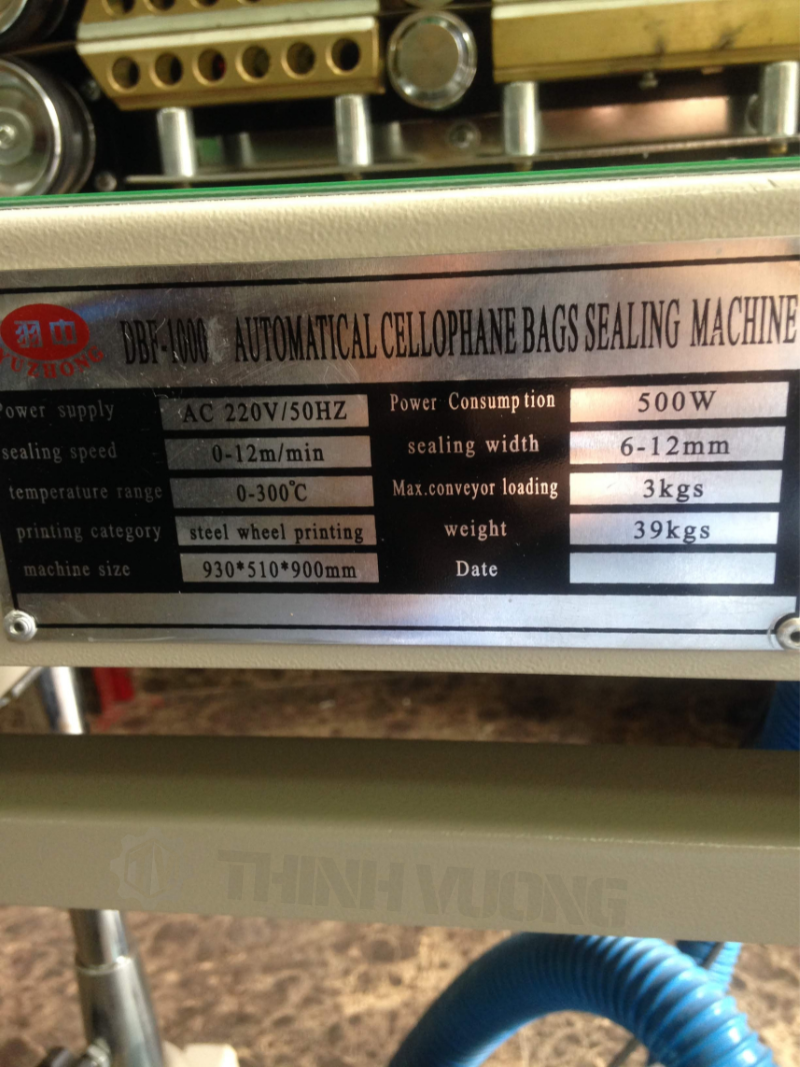 DBF-1000 AUTOMATICAL CELLOPHANE BAGS SEALING MACHINE
WUZHONG
Power supply AC 220V/50HZ Power Consumption 500W
sealing speed 0-12m/min sealing width 6-12mm
temperature range 0-300℃ Max.conveyor loading 3kgs
printing category steel wheel printing weight 39kgs
machine size 930*510*900mm Date
THINH VUONG